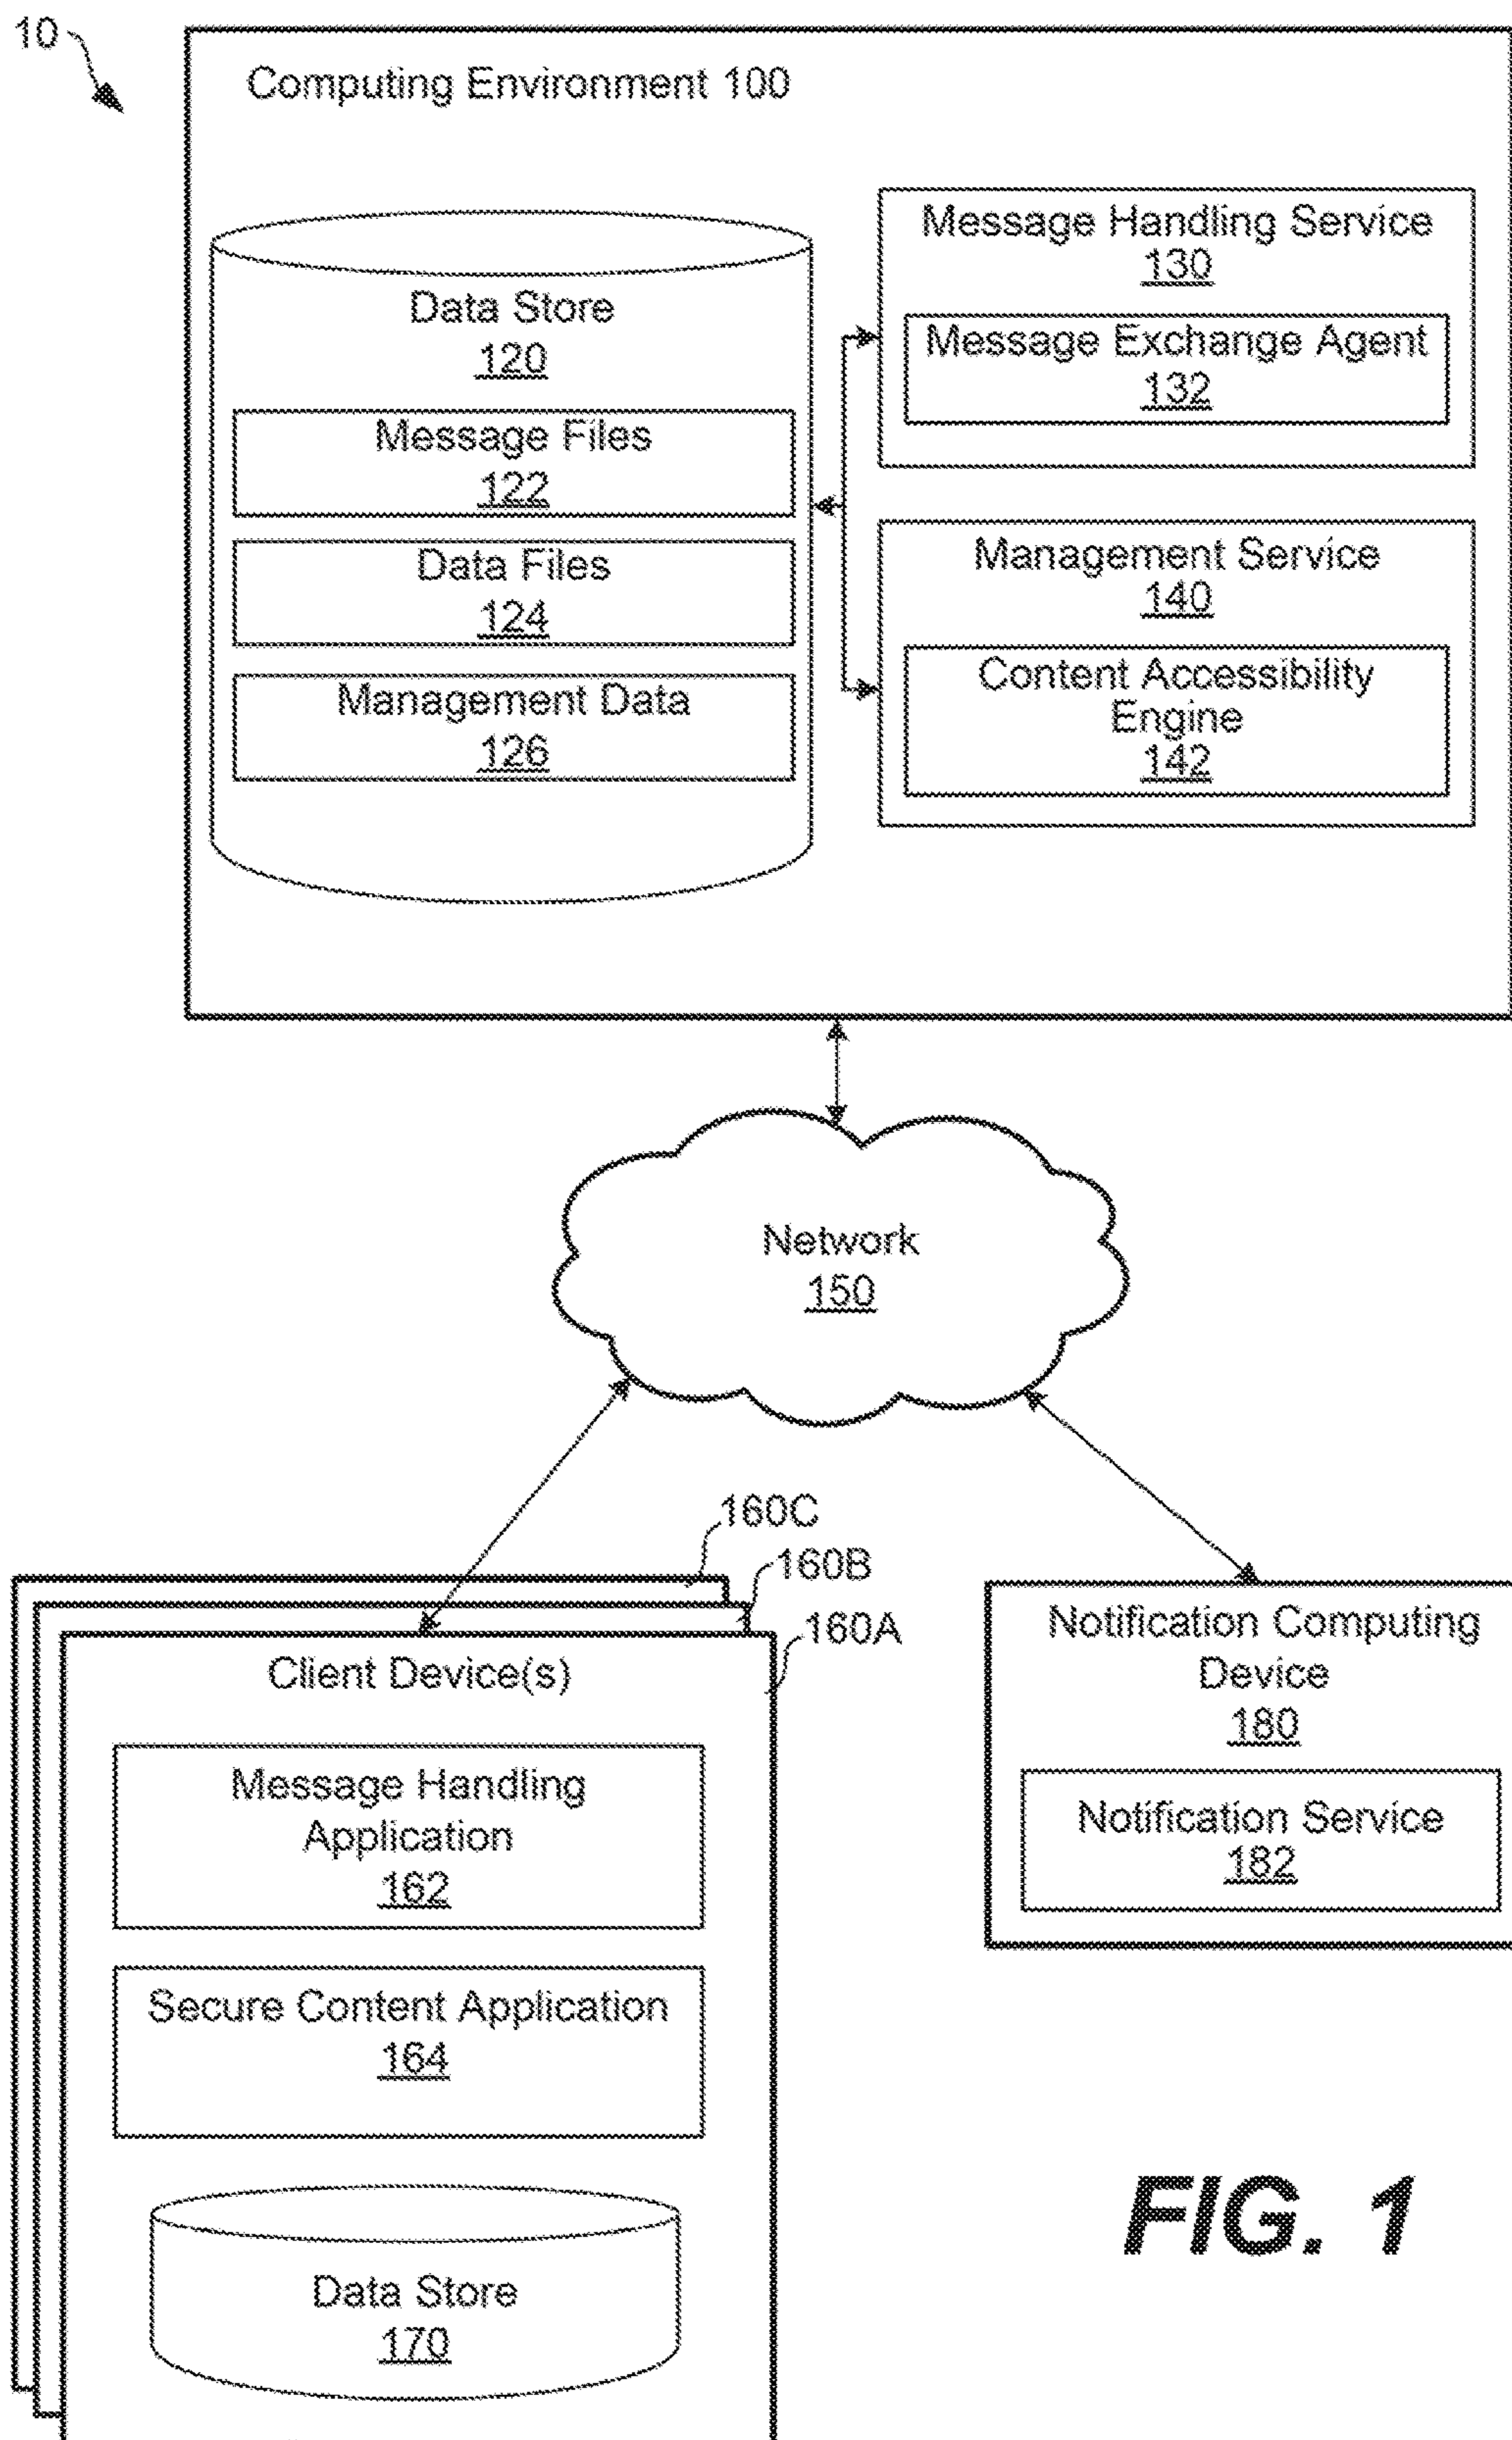 10
Computing Environment 100
Data Store
120
Message Files
122
Data Files
124
Management Data
126
Message Handling Service
130
Message Exchange Agent
132
Management Service
140
Content Accessibility
Engine
142
Network
150
160C
160B
160A
Client Device(s)
Message Handling
Application
162
Secure Content Application
164
Data Store
170
Notification Computing
Device
180
Notification Service
182
FIG. 1